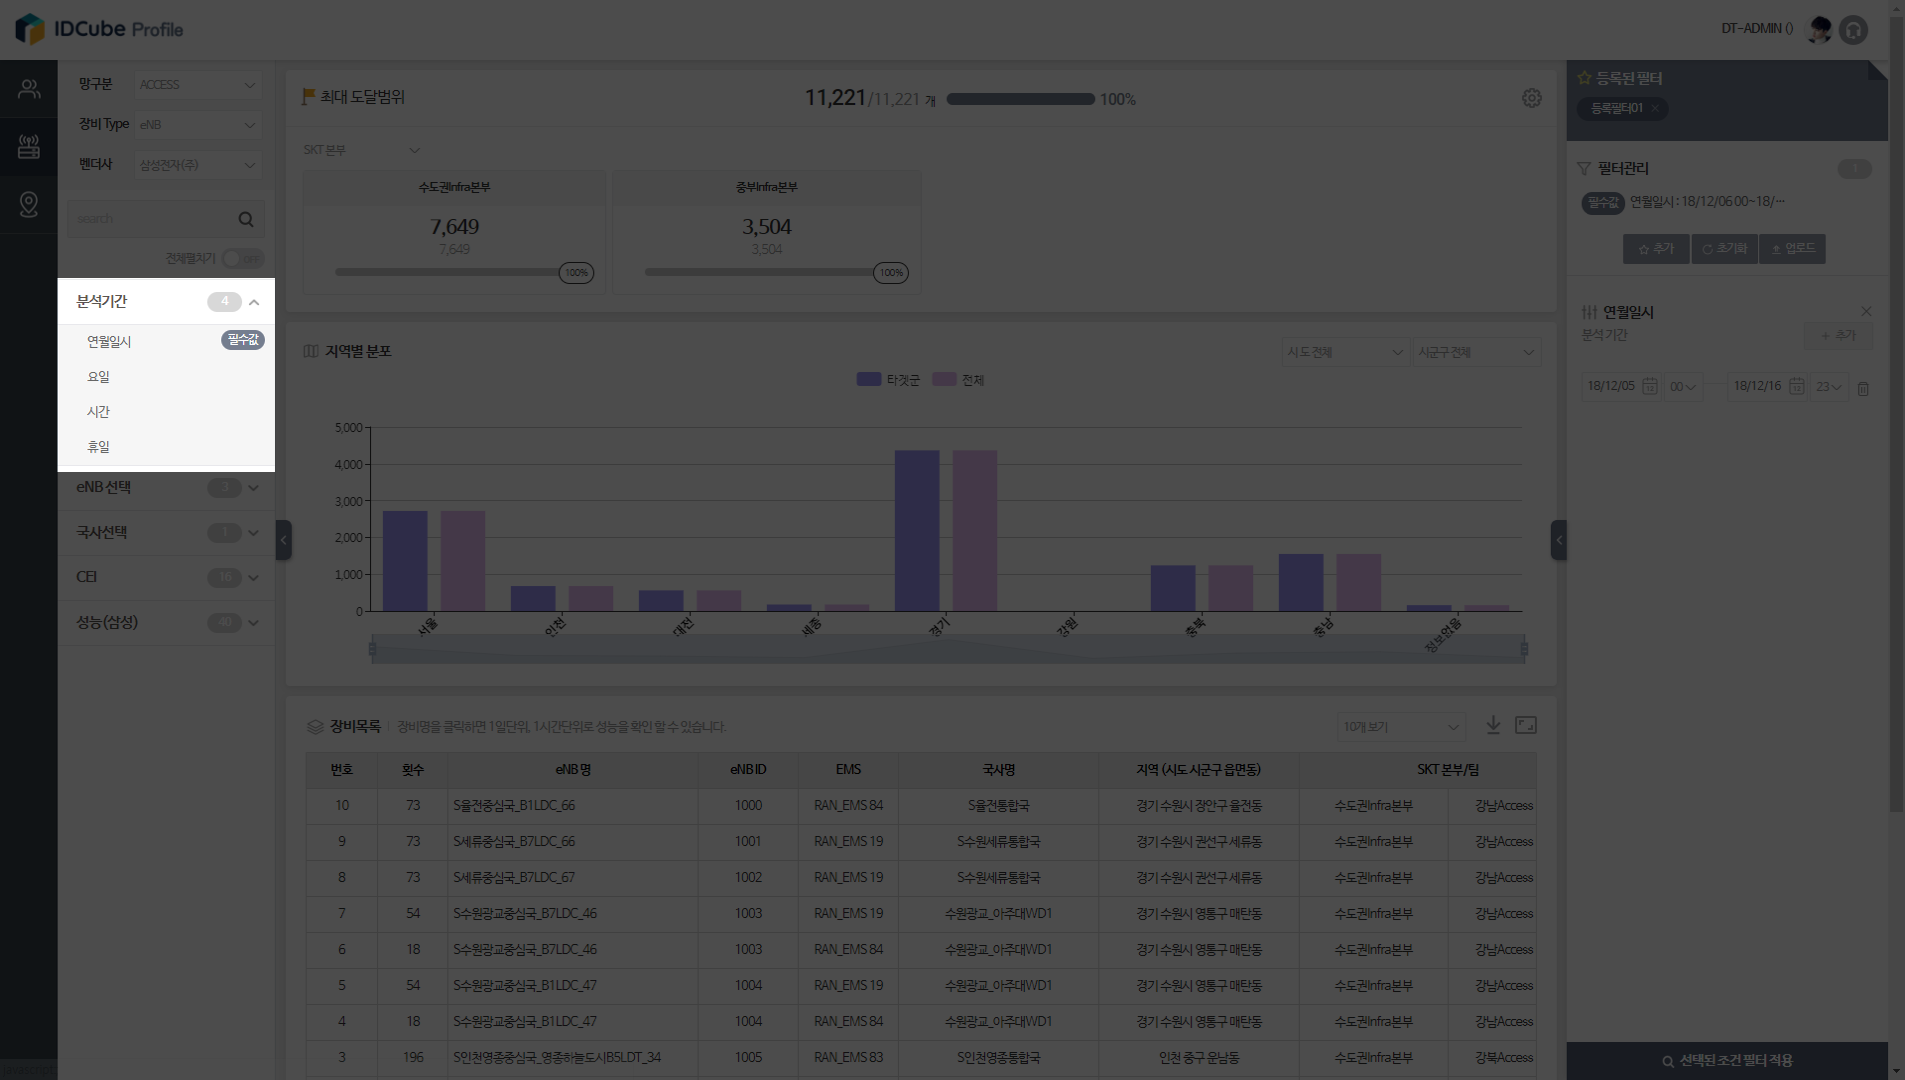 IDCube Profile
DT-ADMIN ()
망구분 ACCESS
장비 Type eNB
벤더사 삼성전자(주)
search
전체펼치기 OFF
분석기간 4
연월일시 필수값
요일
시간
휴일
eNB 선택 3
국사선택 1
CEI 16
성능(삼성) 40
최대 도달범위
11,221/11,221 개 100%
SKT 본부
수도권Infra본부 중부Infra본부
7,649 3,504
7,649 3,504
100% 100%
지역별 분포
시도전체 시군구전체
타겟군 전체
5,000
4,000
3,000
2,000
1,000
0
서울 인천 대전 세종 경기 강원 충북 충남 정보없음
장비목록 장비명을 클릭하면 1일단위, 1시간단위로 성능을 확인 할 수 있습니다.
10개 보기
번호 횟수 eNB 명 eNB ID EMS 국사명 지역 (시도 시군구 읍면동) SKT 본부/팀
10 73 S율전중심국_B1LDC_66 1000 RAN_EMS 84 S율전통합국 경기 수원시 장안구 율전동 수도권Infra본부 강남Access
9 73 S세류중심국_B7LDC_66 1001 RAN_EMS 19 S수원세류통합국 경기 수원시 권선구 세류동 수도권Infra본부 강남Access
8 73 S세류중심국_B7LDC_67 1002 RAN_EMS 19 S수원세류통합국 경기 수원시 권선구 세류동 수도권Infra본부 강남Access
7 54 S수원광교중심국_B7LDC_46 1003 RAN_EMS 19 수원광교_아주대WD1 경기 수원시 영통구 매탄동 수도권Infra본부 강남Access
6 18 S수원광교중심국_B7LDC_46 1003 RAN_EMS 84 수원광교_아주대WD1 경기 수원시 영통구 매탄동 수도권Infra본부 강남Access
5 54 S수원광교중심국_B1LDC_47 1004 RAN_EMS 19 수원광교_아주대WD1 경기 수원시 영통구 매탄동 수도권Infra본부 강남Access
4 18 S수원광교중심국_B1LDC_47 1004 RAN_EMS 84 수원광교_아주대WD1 경기 수원시 영통구 매탄동 수도권Infra본부 강남Access
3 196 S인천영종중심국_영종하늘도시B5LDT_34 1005 RAN_EMS 83 S인천영종통합국 인천 중구 운남동 수도권Infra본부 강북Access
등록된 필터
등록필터01
필터관리 1
필수값 연월일시 : 18/12/06 00~18/···
추가 초기화 업로드
연월일시
분석기간 + 추가
18/12/05 00 18/12/16 23
선택된 조건 필터 적용